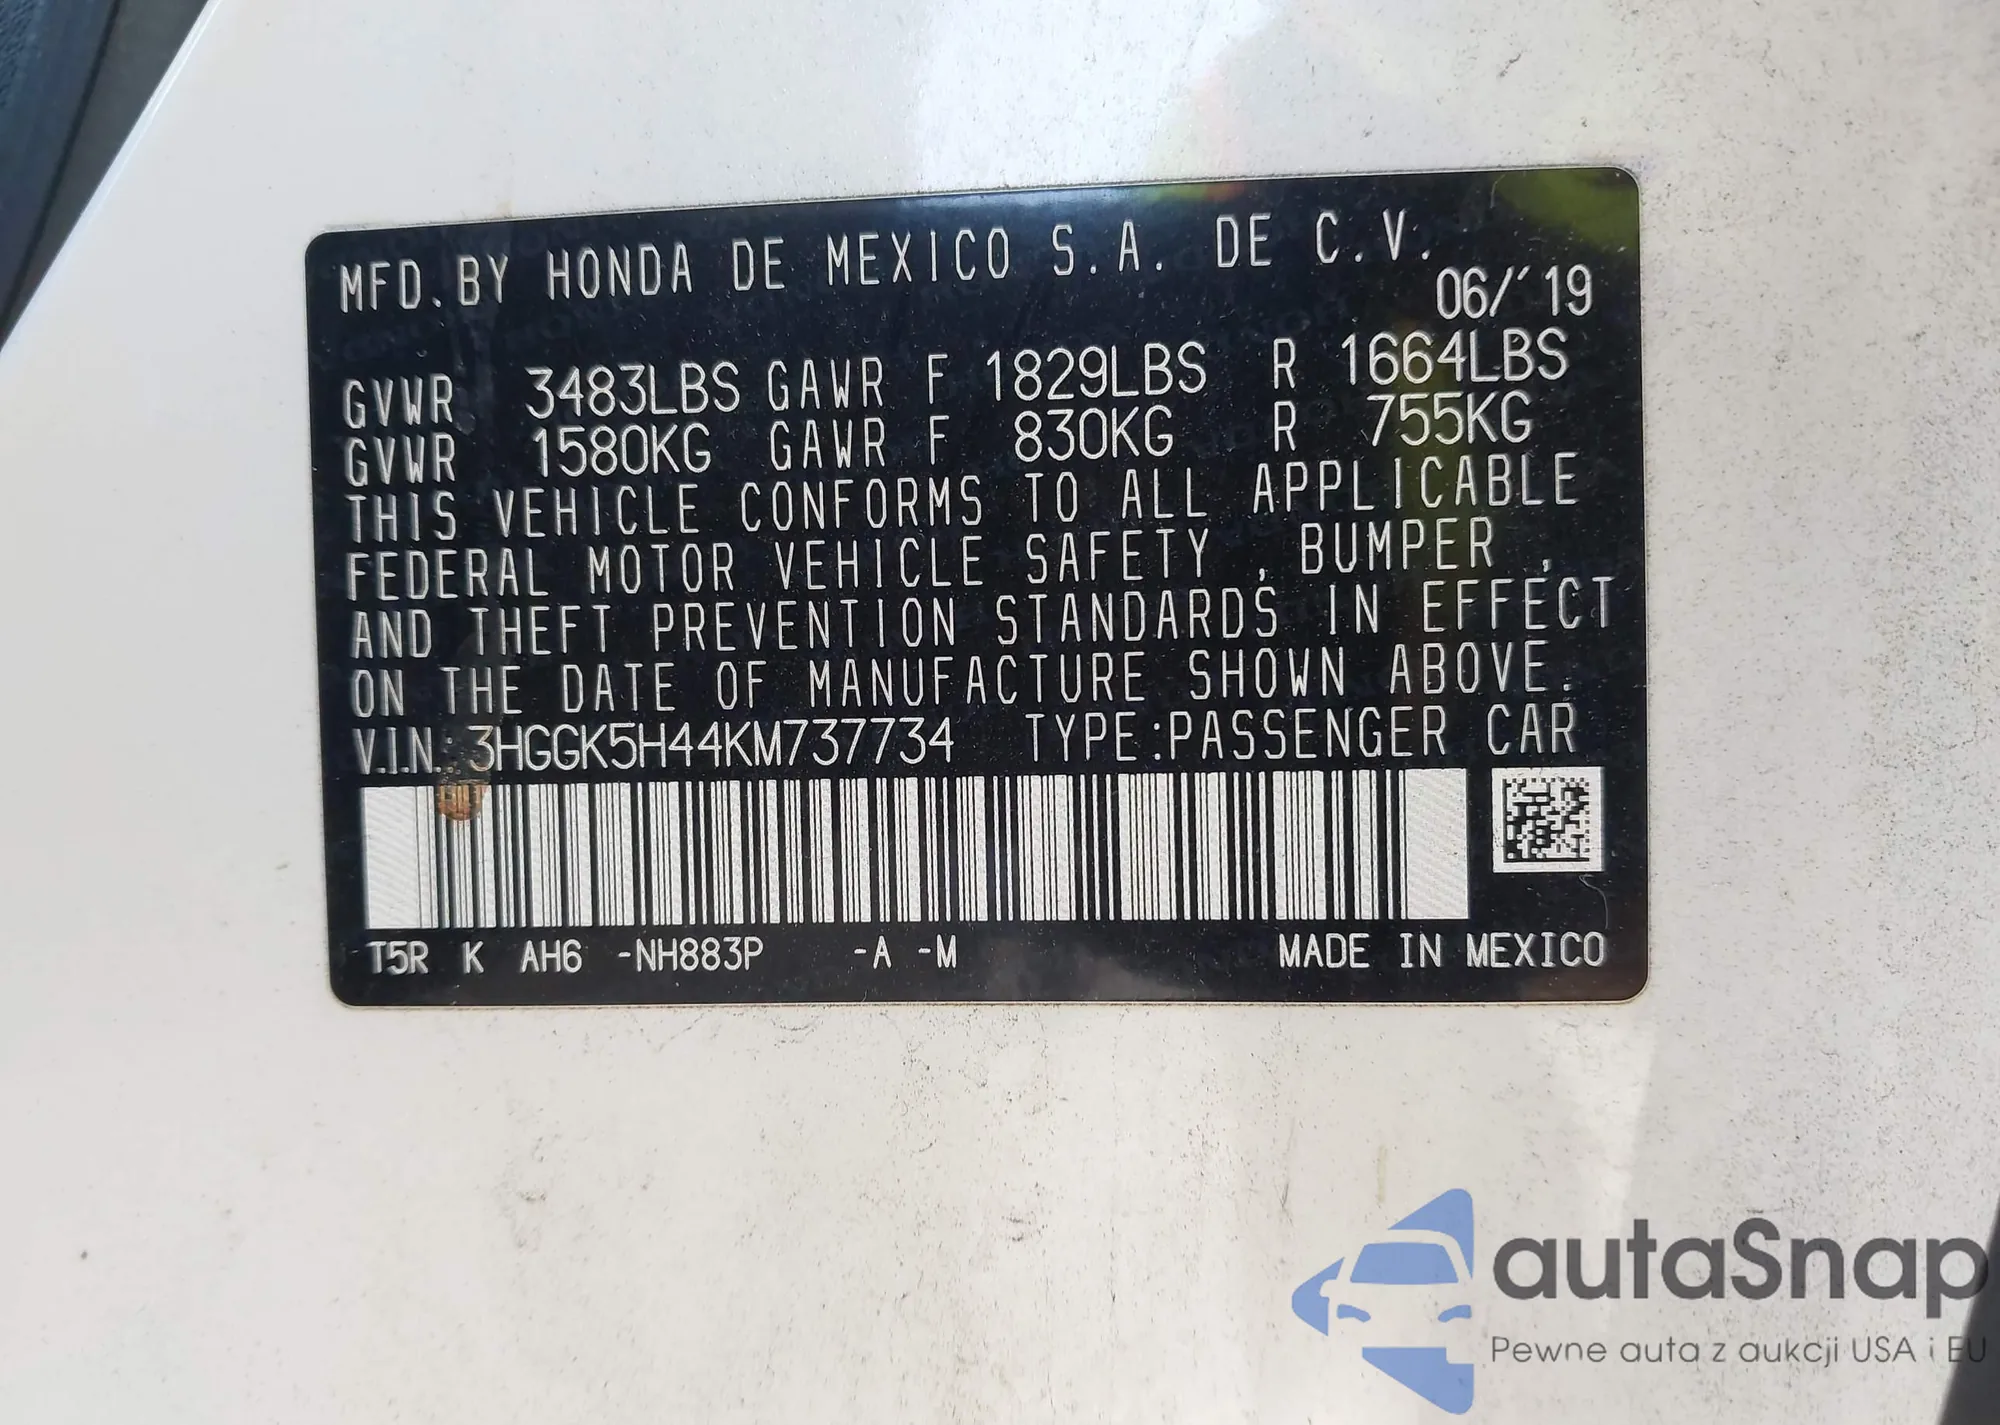 MFD.BY HONDA DE MEXICO S.A. DE C.V.
06/'19
GVWR 3483LBS GAWR F 1829LBS R 1664LBS
GVWR 1580KG GAWR F 830KG R 755KG
THIS VEHICLE CONFORMS TO ALL APPLICABLE
FEDERAL MOTOR VEHICLE SAFETY , BUMPER ,
AND THEFT PREVENTION STANDARDS IN EFFECT
ON THE DATE OF MANUFACTURE SHOWN ABOVE.
V.I.N.: 3HGGK5H44KM737734 TYPE:PASSENGER CAR
T5R K AH6 -NH883P -A -M MADE IN MEXICO
autaSnap
Pewne auta z aukcji USA i EU